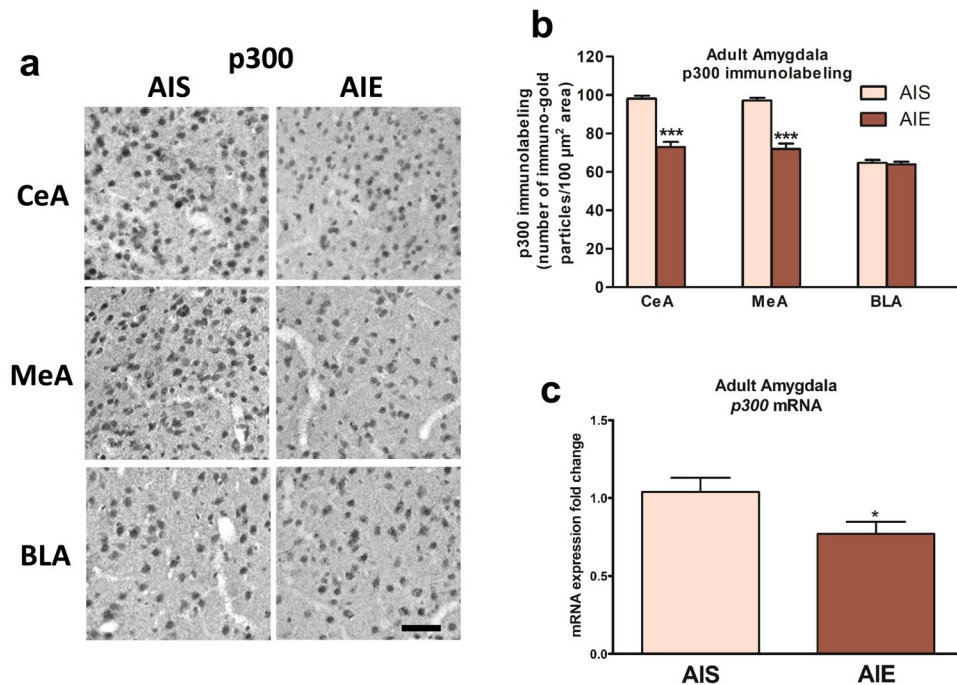 a
p300
AIS AIE
CeA
MeA
BLA
b
Adult Amygdala
p300 immunolabeling
p300 immunolabeling
(number of immuno-gold
particles/100 µm² area)
120
100
80
60
40
20
0
AIS
AIE
***
***
CeA MeA BLA
c
Adult Amygdala
p300 mRNA
mRNA expression fold change
1.5
1.0
0.5
0.0
*
AIS AIE